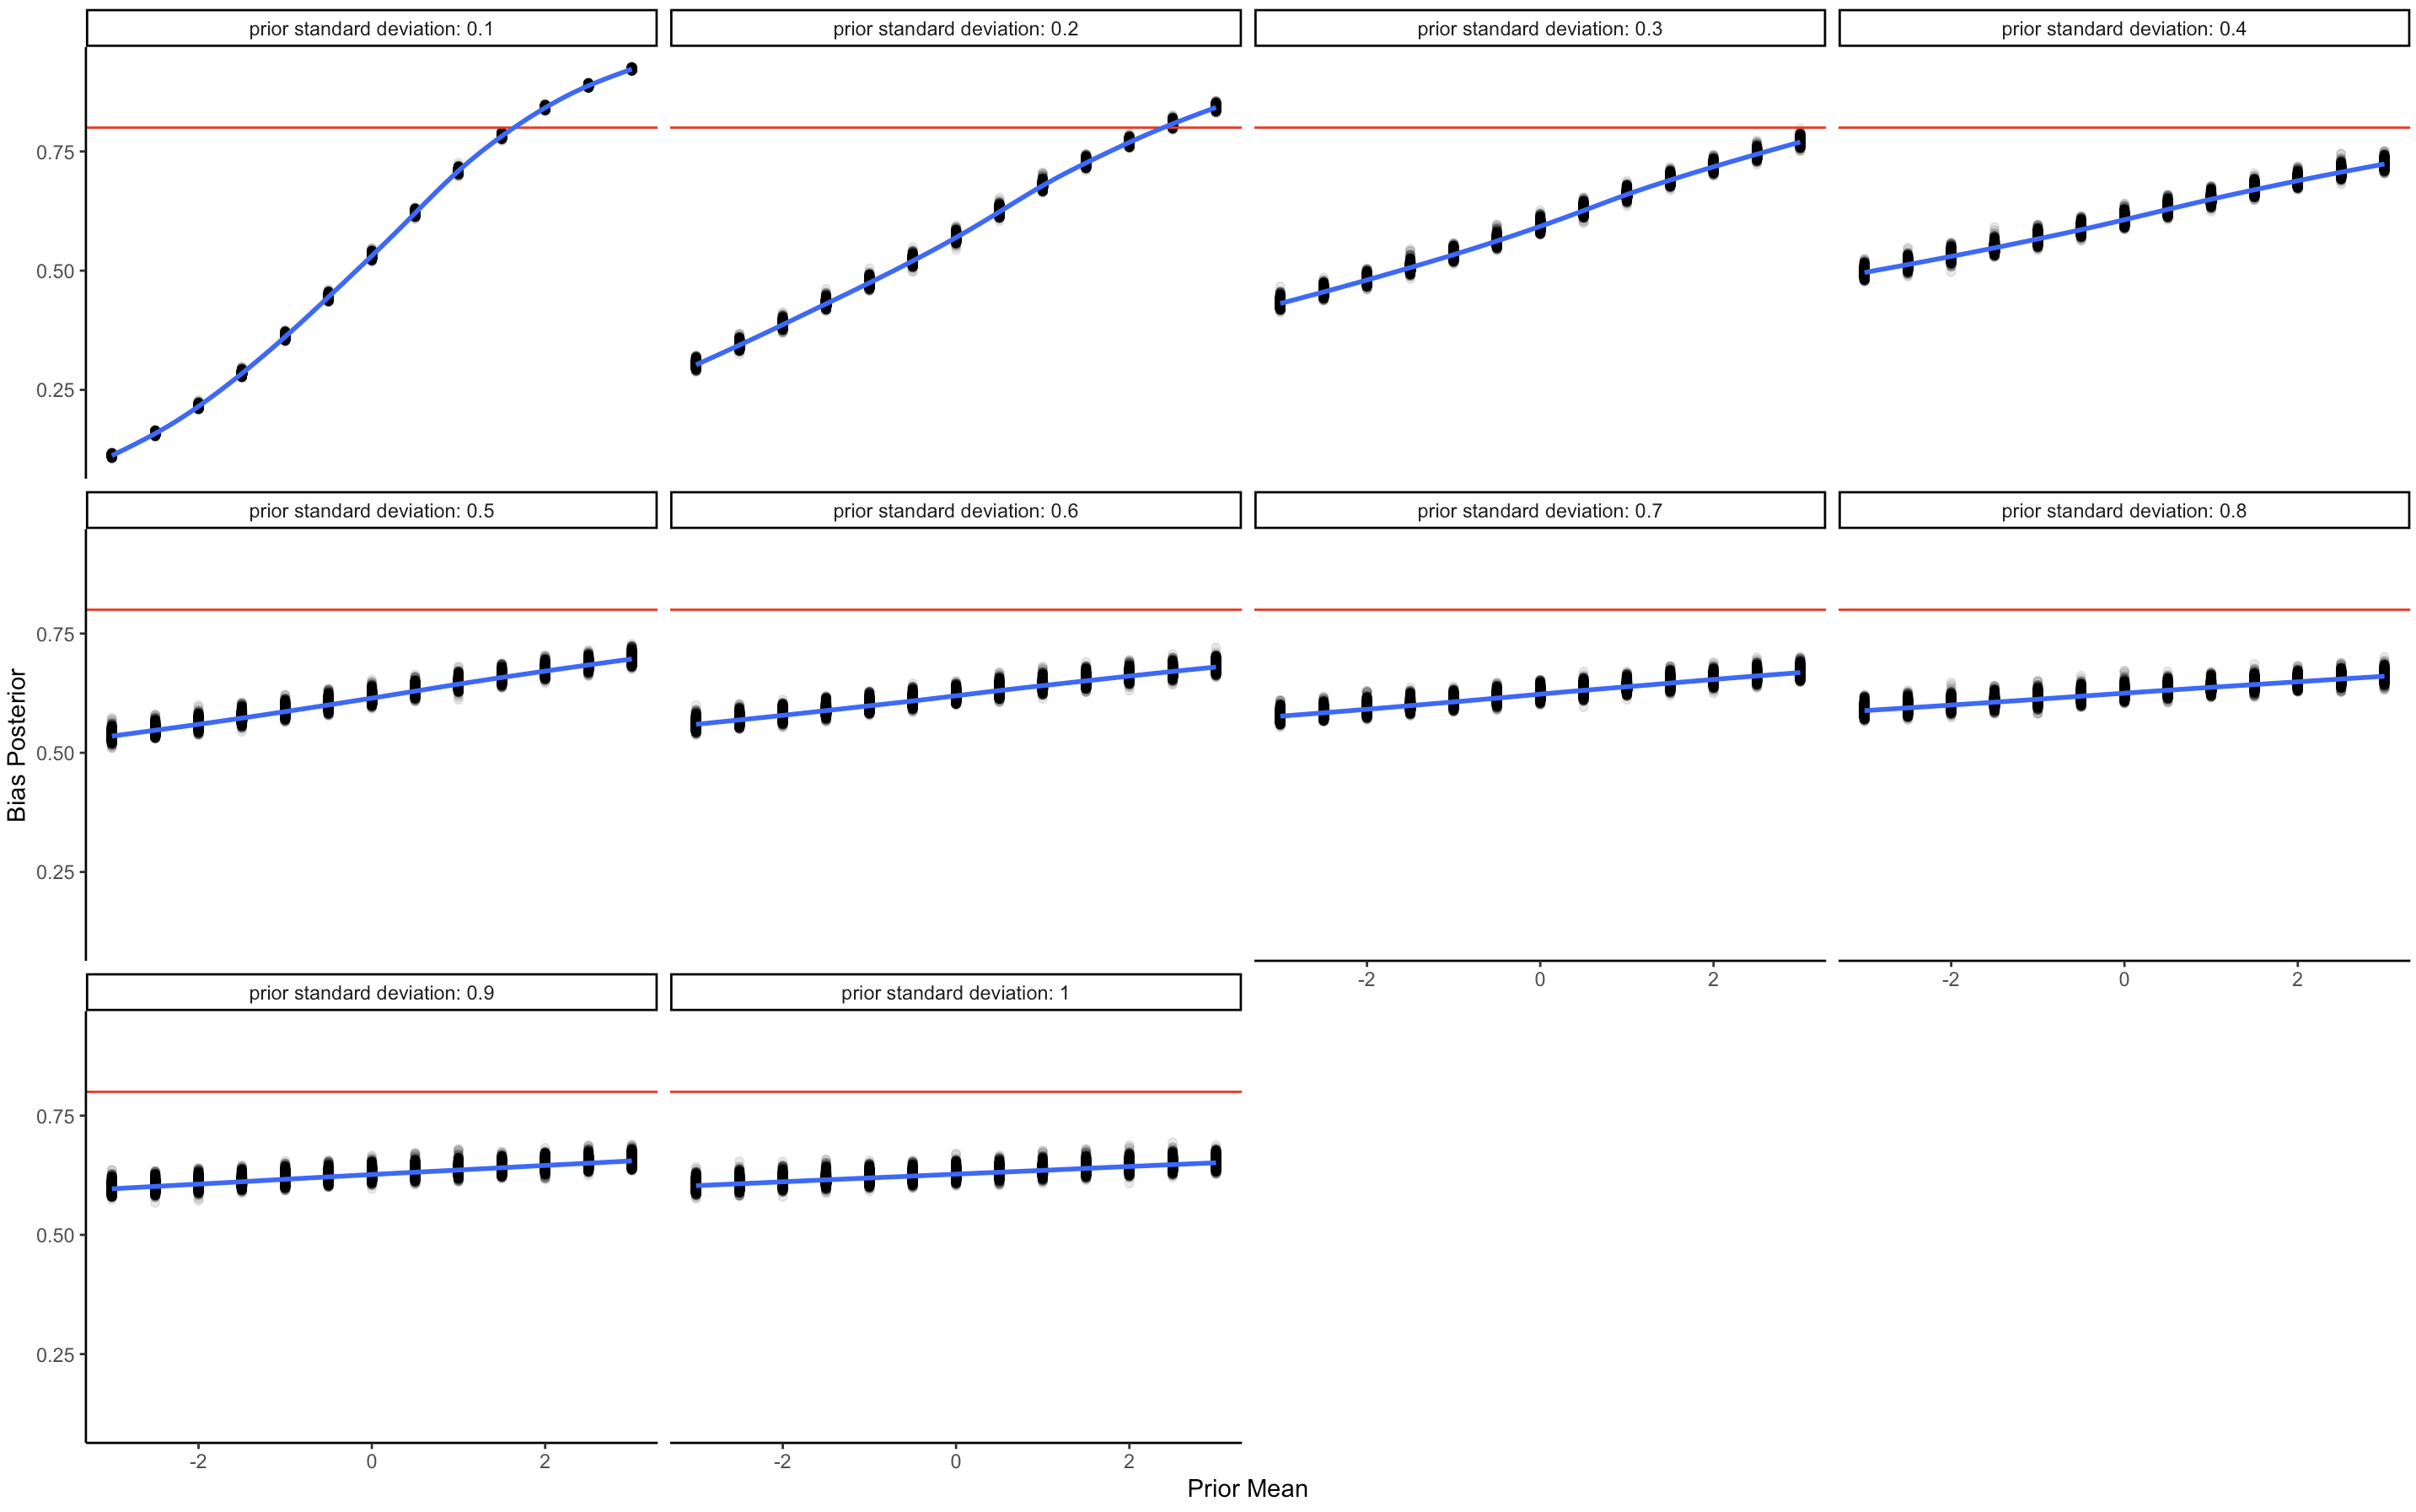 prior standard deviation: 0.1
prior standard deviation: 0.2
prior standard deviation: 0.3
prior standard deviation: 0.4
0.75
0.50
0.25
prior standard deviation: 0.5
prior standard deviation: 0.6
prior standard deviation: 0.7
prior standard deviation: 0.8
0.75
0.50
0.25
-2 0 2
-2 0 2
prior standard deviation: 0.9
prior standard deviation: 1
0.75
0.50
0.25
-2 0 2
-2 0 2
Bias Posterior
Prior Mean